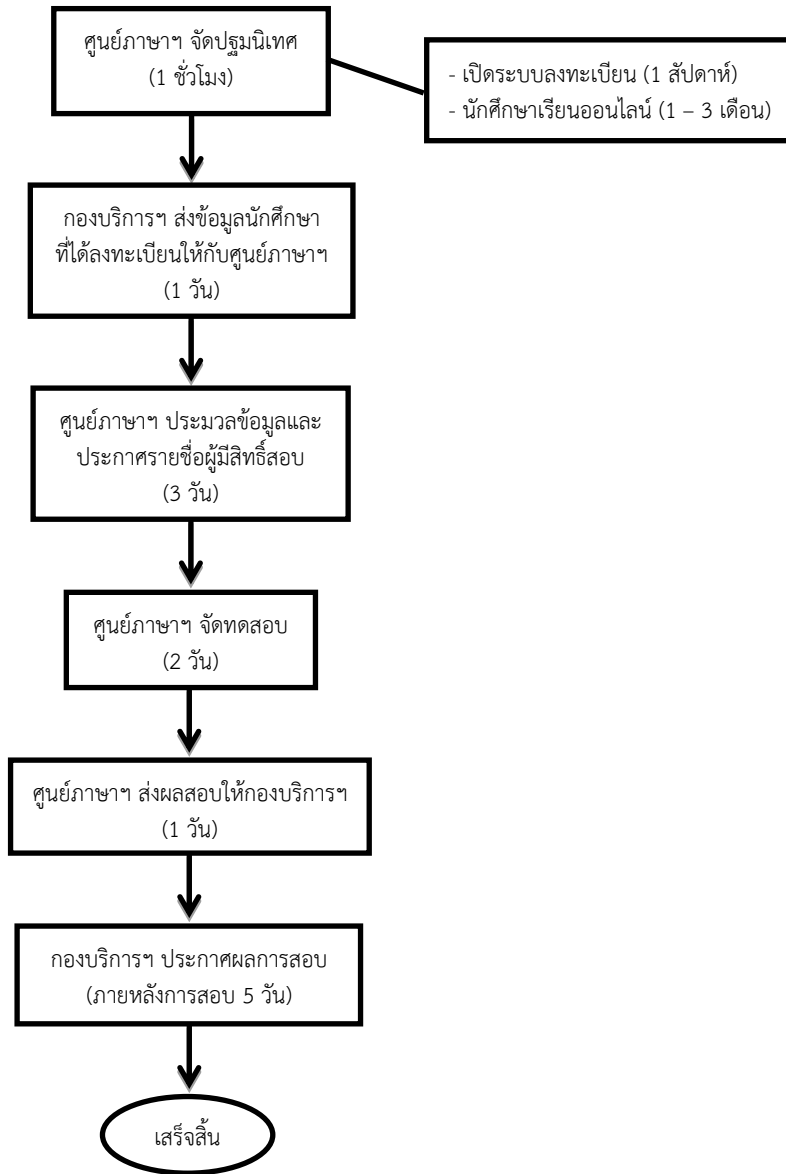 ศูนย์ภาษาฯ จัดปฐมนิเทศ
(1 ชั่วโมง)
- เปิดระบบลงทะเบียน (1 สัปดาห์)
- นักศึกษาเรียนออนไลน์ (1 – 3 เดือน)
กองบริการฯ ส่งข้อมูลนักศึกษา
ที่ได้ลงทะเบียนให้กับศูนย์ภาษาฯ
(1 วัน)
ศูนย์ภาษาฯ ประมวลข้อมูลและ
ประกาศรายชื่อผู้มีสิทธิ์สอบ
(3 วัน)
ศูนย์ภาษาฯ จัดทดสอบ
(2 วัน)
ศูนย์ภาษาฯ ส่งผลสอบให้กองบริการฯ
(1 วัน)
กองบริการฯ ประกาศผลการสอบ
(ภายหลังการสอบ 5 วัน)
เสร็จสิ้น